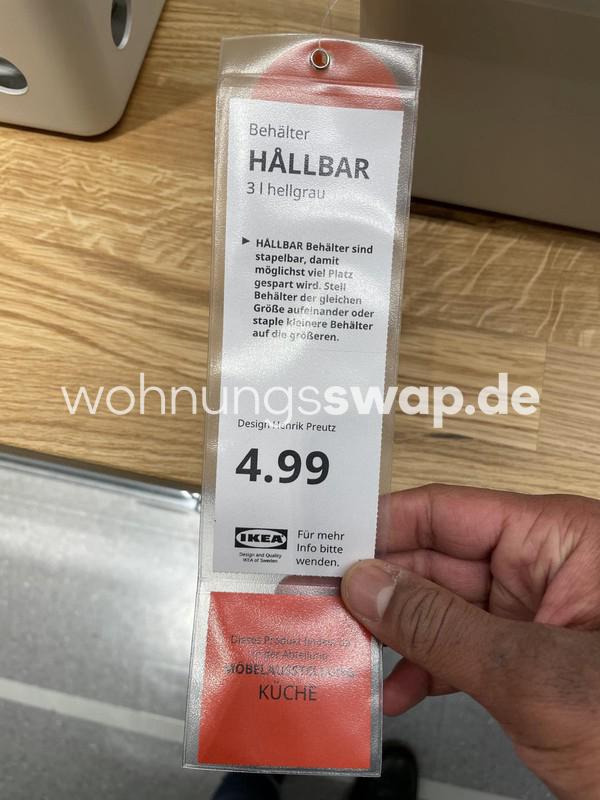 Behälter
HÅLLBAR
3 l hellgrau
► HÅLLBAR Behälter sind
stapelbar, damit
möglichst viel Platz
gespart wird. Stell
Behälter der gleichen
Größe aufeinander oder
staple kleinere Behälter
auf die größeren.
wohnungsswap.de
Design Henrik Preutz
4.99
IKEA
Design and Quality
IKEA of Sweden
Für mehr
Info bitte
wenden.
Dieses Produkt findest du
in der Abteilung
MÖBELAUSSTELLUNG
KÜCHE